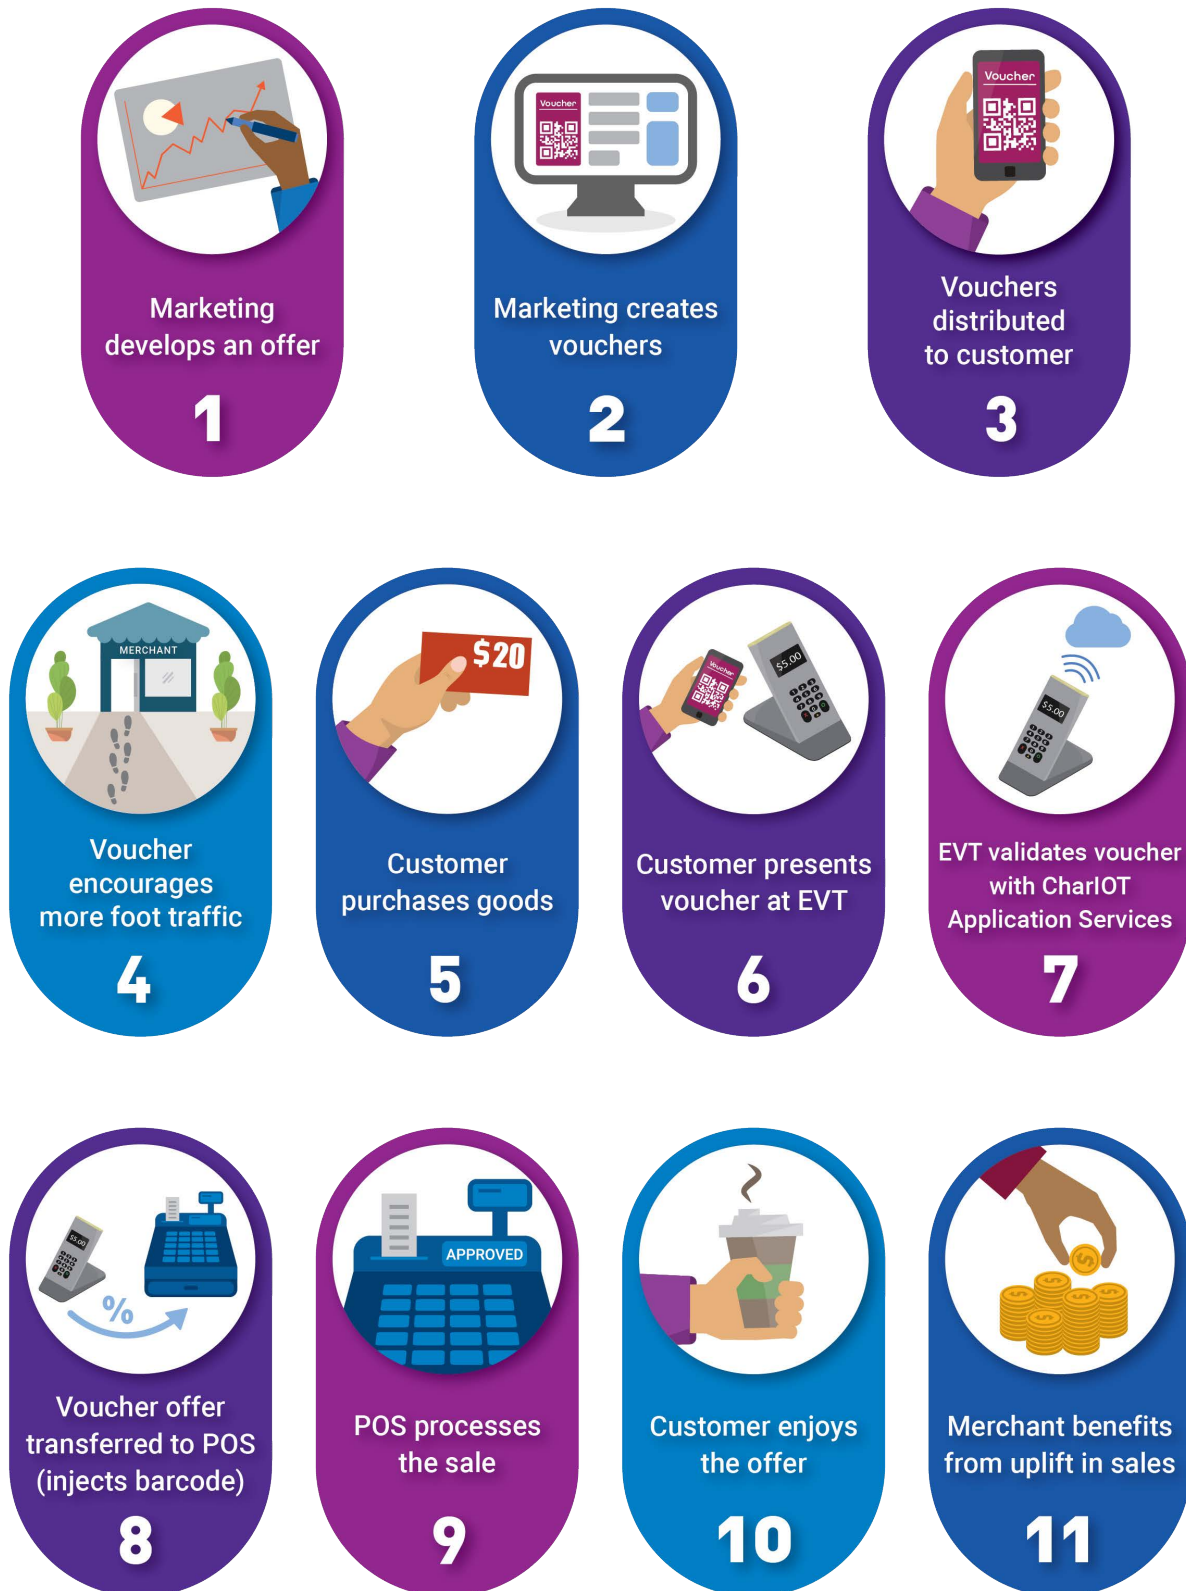 Marketing
develops an offer
1
Voucher
Marketing creates
vouchers
2
Voucher
Vouchers
distributed
to customer
3
MERCHANT
Voucher
encourages
more foot traffic
4
$20
Customer
purchases goods
5
Voucher
$5.00
Customer presents
voucher at EVT
6
$5.00
EVT validates voucher
with CharIOT
Application Services
7
$5.00
%
Voucher offer
transferred to POS
(injects barcode)
8
APPROVED
POS processes
the sale
9
Customer enjoys
the offer
10
Merchant benefits
from uplift in sales
11